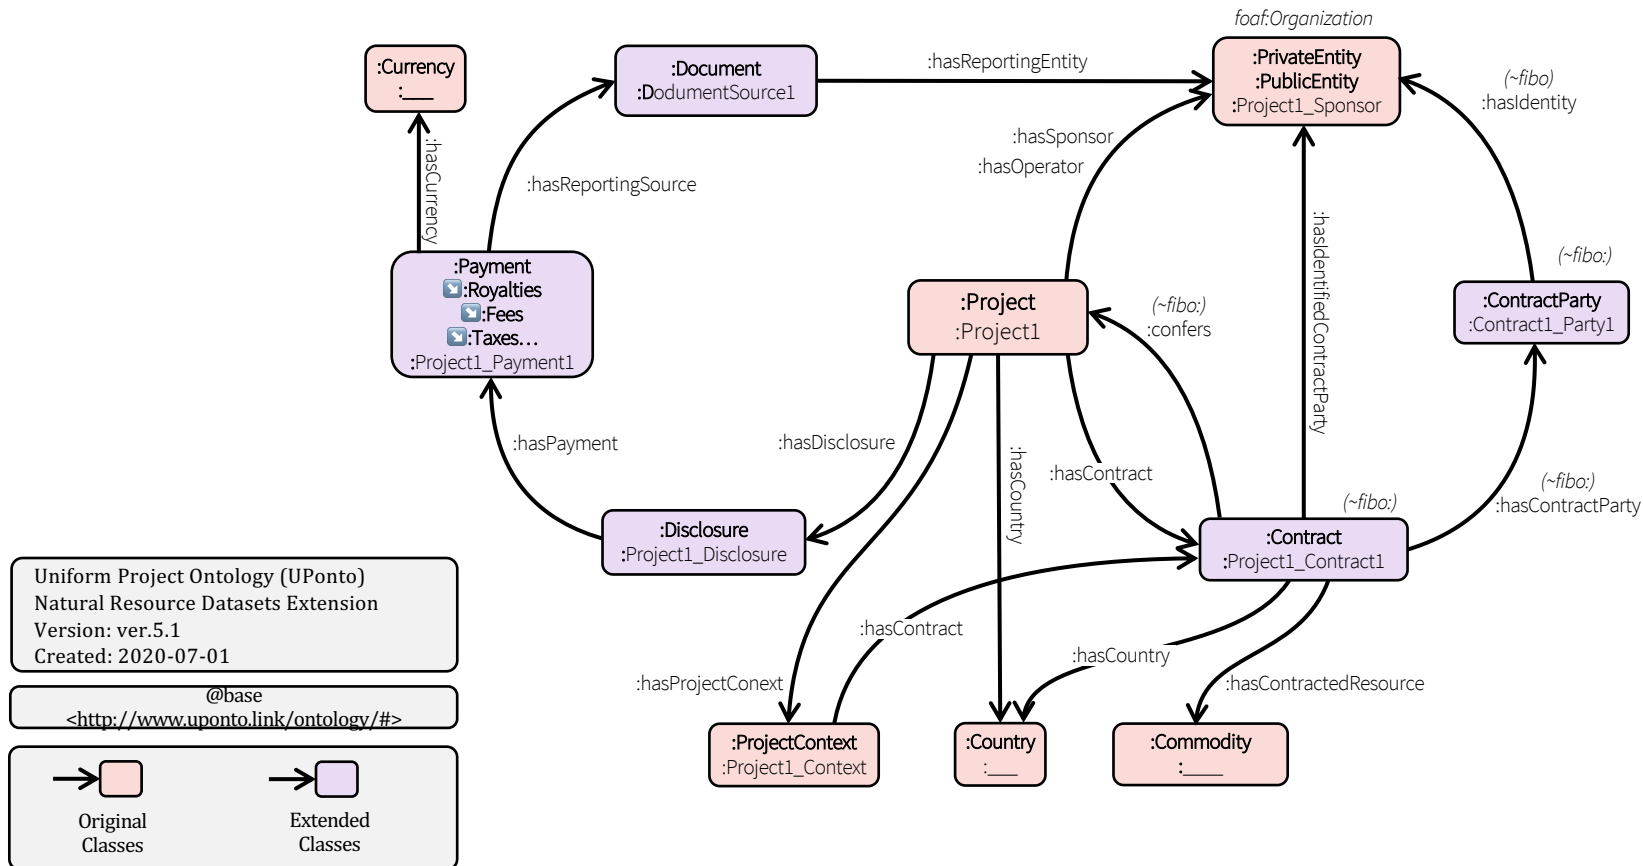 foaf:Organization
:Currency
:___
:Document
:DodumentSource1
:hasReportingEntity
:PrivateEntity
:PublicEntity
:Project1_Sponsor
(~fibo)
:hasIdentity
:hasCurrency
:hasReportingSource
:hasSponsor
:hasOperator
:hasIdentifiedContractParty
:Payment
:Royalties
:Fees
:Taxes...
:Project1_Payment1
:Project
:Project1
(~fibo:)
:confers
(~fibo:)
:ContractParty
:Contract1_Party1
:hasPayment
:hasDisclosure
:hasCountry
:hasContract
(~fibo:)
:hasContractParty
(~fibo:)
:Disclosure
:Project1_Disclosure
:Contract
:Project1_Contract1
:hasContract
:hasCountry
:hasProjectConext
:hasContractedResource
:ProjectContext
:Project1_Context
:Country
:___
:Commodity
:____
Uniform Project Ontology (UPonto)
Natural Resource Datasets Extension
Version: ver.5.1
Created: 2020-07-01
@base
<http://www.uponto.link/ontology/#>
Original
Classes
Extended
Classes